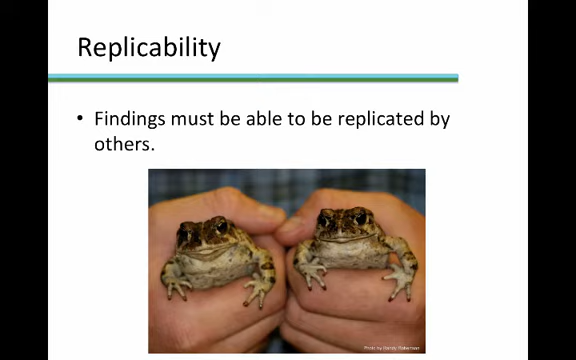 Replicability
• Findings must be able to be replicated by
others.